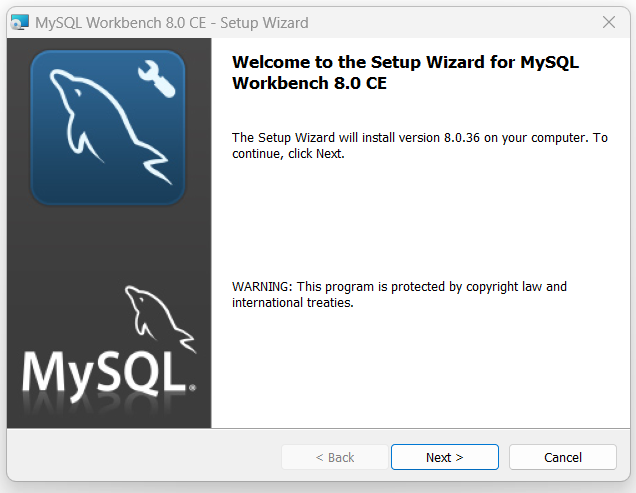 MySQL Workbench 8.0 CE - Setup Wizard
Welcome to the Setup Wizard for MySQL
Workbench 8.0 CE
The Setup Wizard will install version 8.0.36 on your computer. To
continue, click Next.
WARNING: This program is protected by copyright law and
international treaties.
MySQL®
< Back
Next >
Cancel